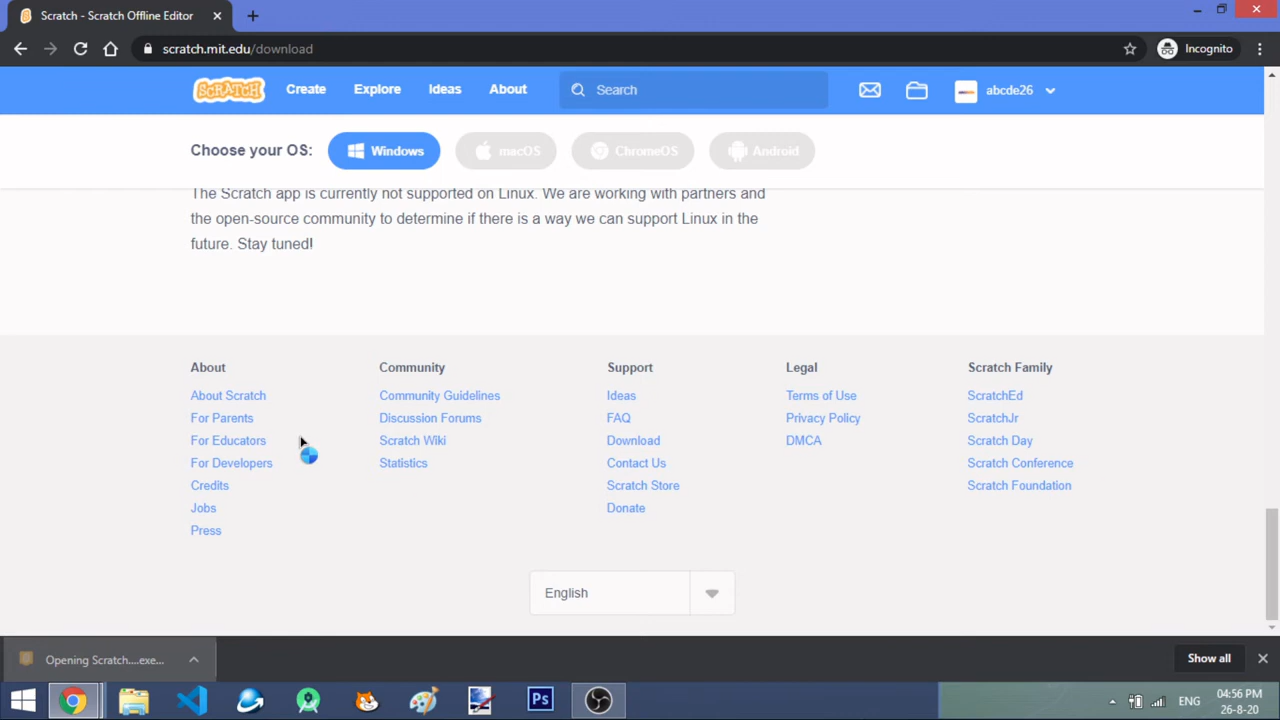 Scratch - Scratch Offline Editor
scratch.mit.edu/download
Incognito
SCRATCH
Create
Explore
Ideas
About
Search
abcde26
Choose your OS:
Windows
macOS
ChromeOS
Android
The Scratch app is currently not supported on Linux. We are working with partners and
the open-source community to determine if there is a way we can support Linux in the
future. Stay tuned!
About
About Scratch
For Parents
For Educators
For Developers
Credits
Jobs
Press
Community
Community Guidelines
Discussion Forums
Scratch Wiki
Statistics
Support
Ideas
FAQ
Download
Contact Us
Scratch Store
Donate
Legal
Terms of Use
Privacy Policy
DMCA
Scratch Family
ScratchEd
ScratchJr
Scratch Day
Scratch Conference
Scratch Foundation
English
Opening Scratch....exe...
Show all
Ps
ENG
04:56 PM
26-8-20